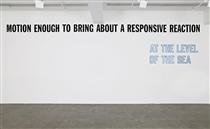 MOTION ENOUGH TO BRING ABOUT A RESPONSIVE REACTION
AT THE LEVEL
OF THE SEA